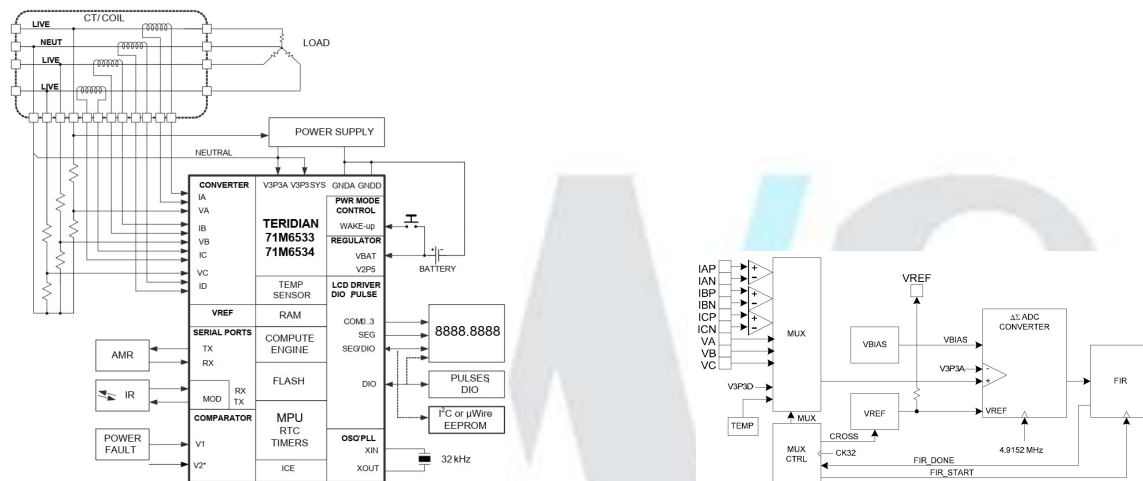 CT/COIL
LIVE
NEUT
LIVE
LIVE
LOAD
POWER SUPPLY
NEUTRAL
CONVERTER
IA
VA
IB
VB
IC
VC
ID
V3P3A V3P3SYS GNDA GNDD
TERIDIAN
71M6533
71M6534
PWR MODE
CONTROL
WAKE-up
REGULATOR
VBAT
V2P5
BATTERY
TEMP
SENSOR
LCD DRIVER
DIO PULSE
VREF
RAM
COM0..3
SEG
SEG/DIO
8888.8888
SERIAL PORTS
TX
RX
AMR
COMPUTE
ENGINE
IR
MOD
RX
TX
FLASH
DIO
PULSES
DIO
I²C or µWire
EEPROM
COMPARATOR
POWER
FAULT
V1
V2*
MPU
RTC
TIMERS
ICE
OSC/PLL
XIN
XOUT
32 kHz
IAP
IAN
IBP
IBN
ICP
ICN
VA
VB
VC
+
-
+
-
+
-
MUX
V3P3D
TEMP
MUX
MUX
CTRL
CROSS
CK32
VREF
VBIAS
VBIAS
VREF
V3P3A
-
+
VREF
ΔΣ ADC
CONVERTER
4.9152 MHz
FIR
FIR_DONE
FIR_START